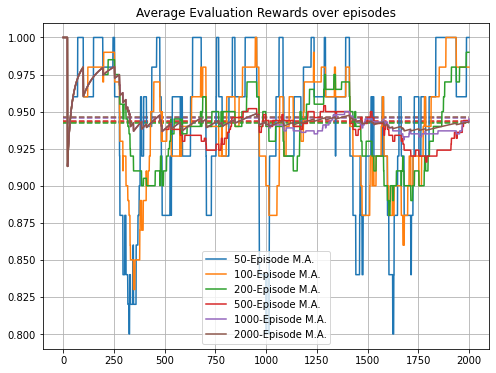 Average Evaluation Rewards over episodes
1.000
0.975
0.950
0.925
0.900
0.875
0.850
0.825
0.800
50-Episode M.A.
100-Episode M.A.
200-Episode M.A.
500-Episode M.A.
1000-Episode M.A.
2000-Episode M.A.
0 250 500 750 1000 1250 1500 1750 2000